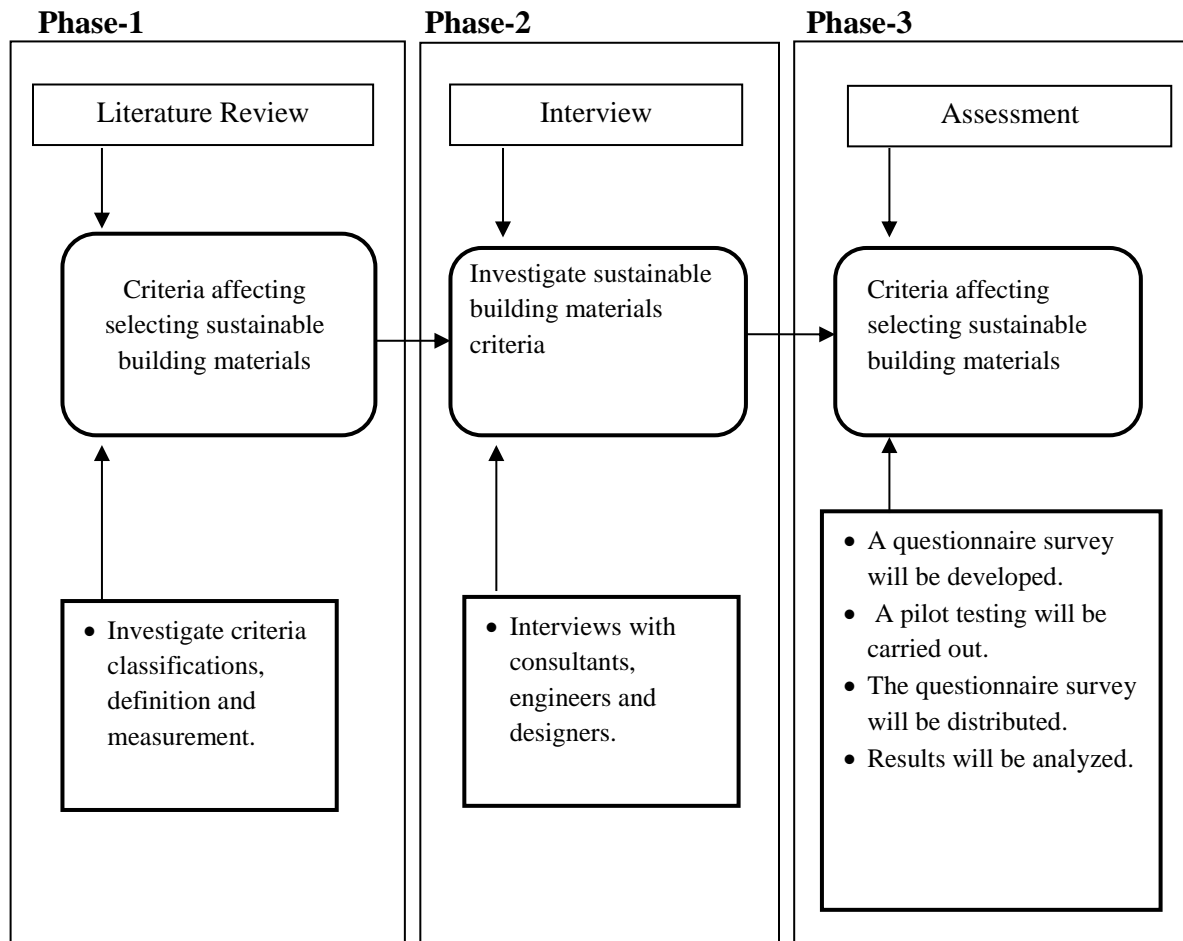 Phase-1
Literature Review
Criteria affecting
selecting sustainable
building materials
• Investigate criteria
classifications,
definition and
measurement.
Phase-2
Interview
Investigate sustainable
building materials
criteria
• Interviews with
consultants,
engineers and
designers.
Phase-3
Assessment
Criteria affecting
selecting sustainable
building materials
• A questionnaire survey
will be developed.
• A pilot testing will be
carried out.
• The questionnaire survey
will be distributed.
• Results will be analyzed.